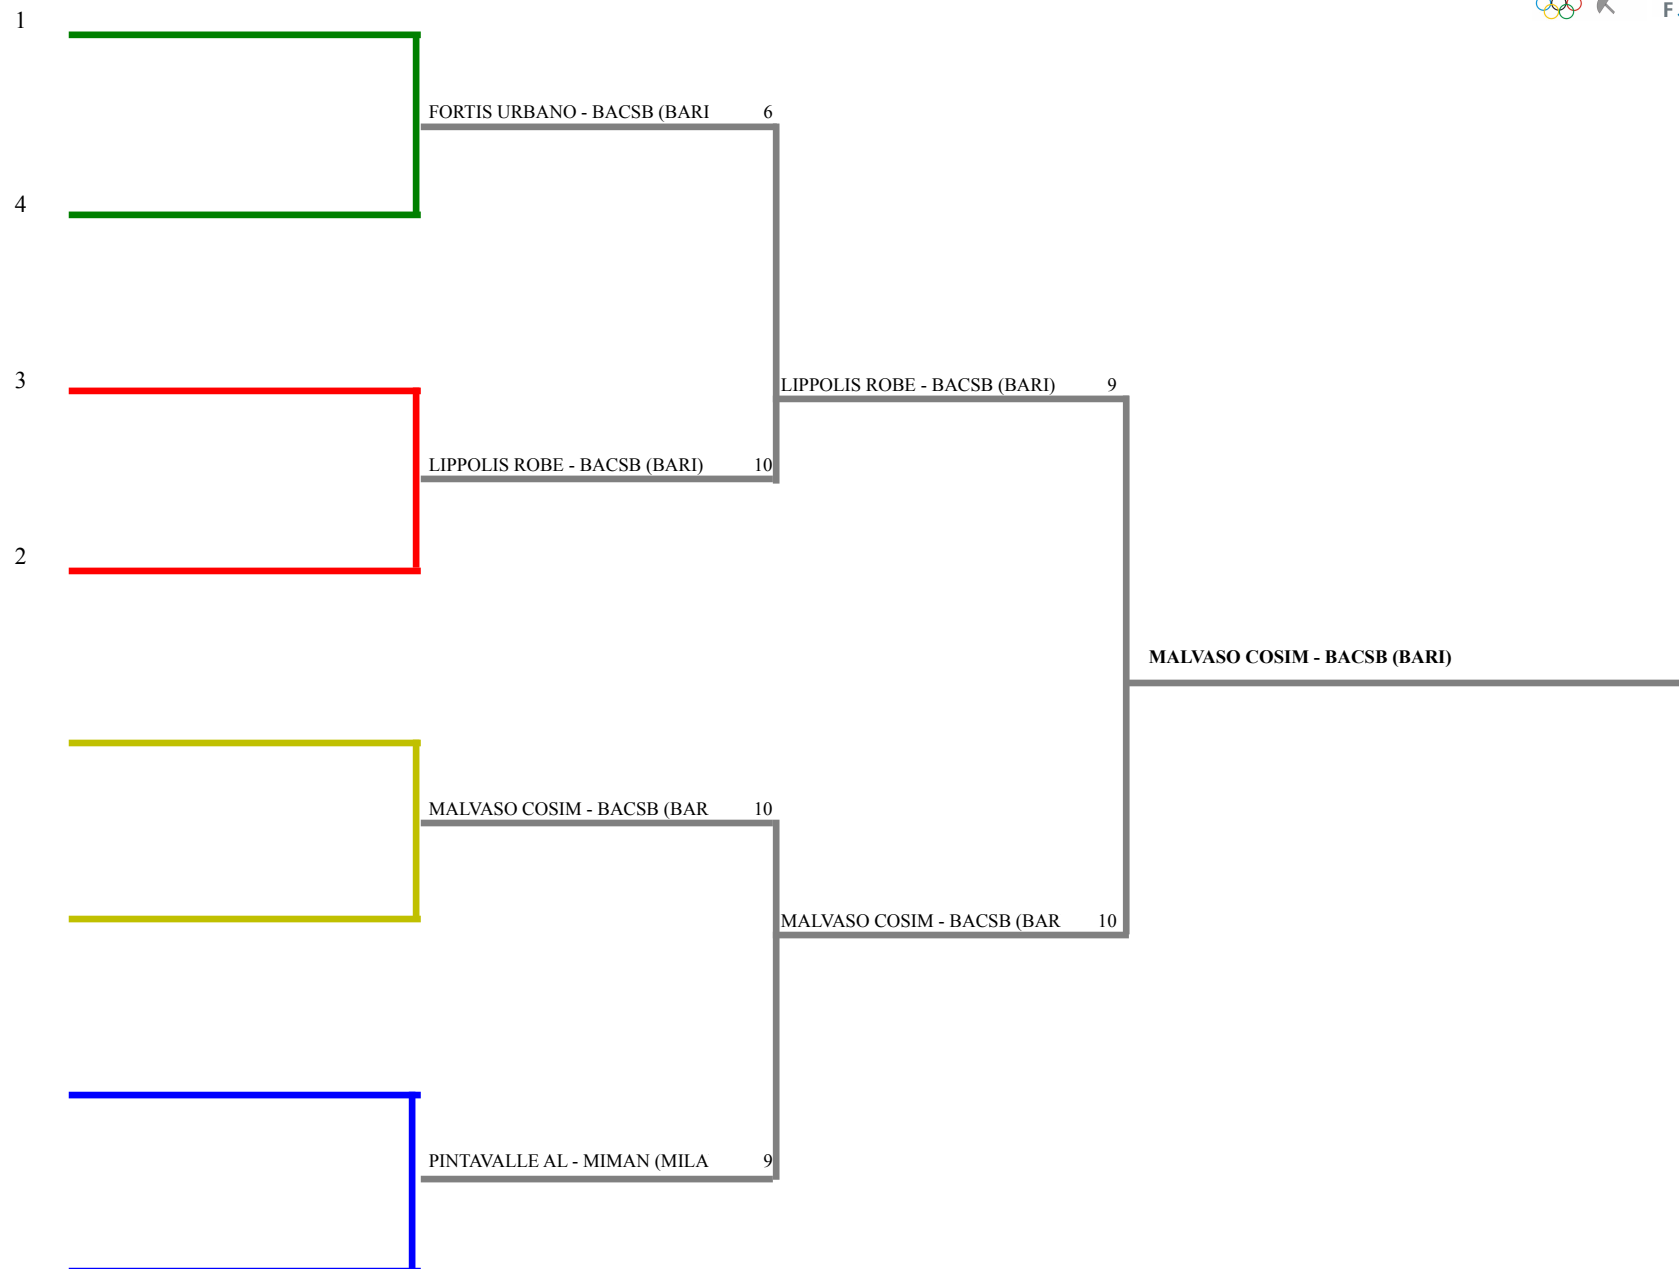 1
F
FORTIS URBANO - BACSB (BARI 6
4
3
LIPPOLIS ROBE - BACSB (BARI) 9
LIPPOLIS ROBE - BACSB (BARI) 10
2
MALVASO COSIM - BACSB (BARI)
MALVASO COSIM - BACSB (BAR 10
MALVASO COSIM - BACSB (BAR 10
PINTAVALLE AL - MIMAN (MILA 9